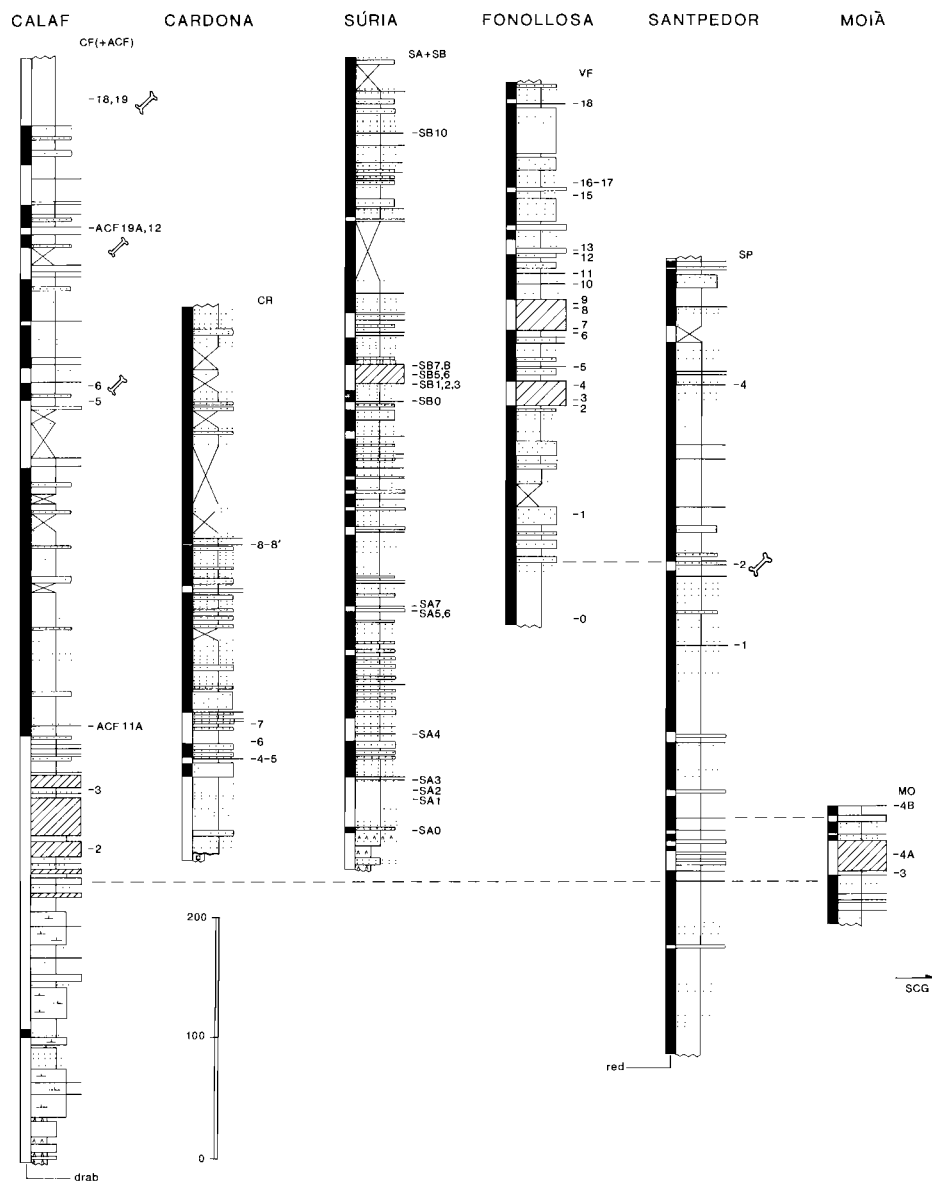 CALAF CARDONA SÚRIA FONOLLOSA SANTPEDOR MOIÀ
CF(+ACF)
-18,19
-ACF19A,12
-6
-5
-ACF11A
-3
-2
drab
CR
-8-8'
-7
-6
-4-5
200
100
0
SA+SB
-SB10
-SB7,8
-SB5,6
-SB1,2,3
-SB0
-SA7
-SA5,6
-SA4
-SA3
-SA2
-SA1
-SA0
VF
-18
-16-17
-15
-13
-12
-11
-10
-9
-8
-7
-6
-5
-4
-3
-2
-1
-0
SP
-4
-2
-1
red
MO
-4B
-4A
-3
SCG